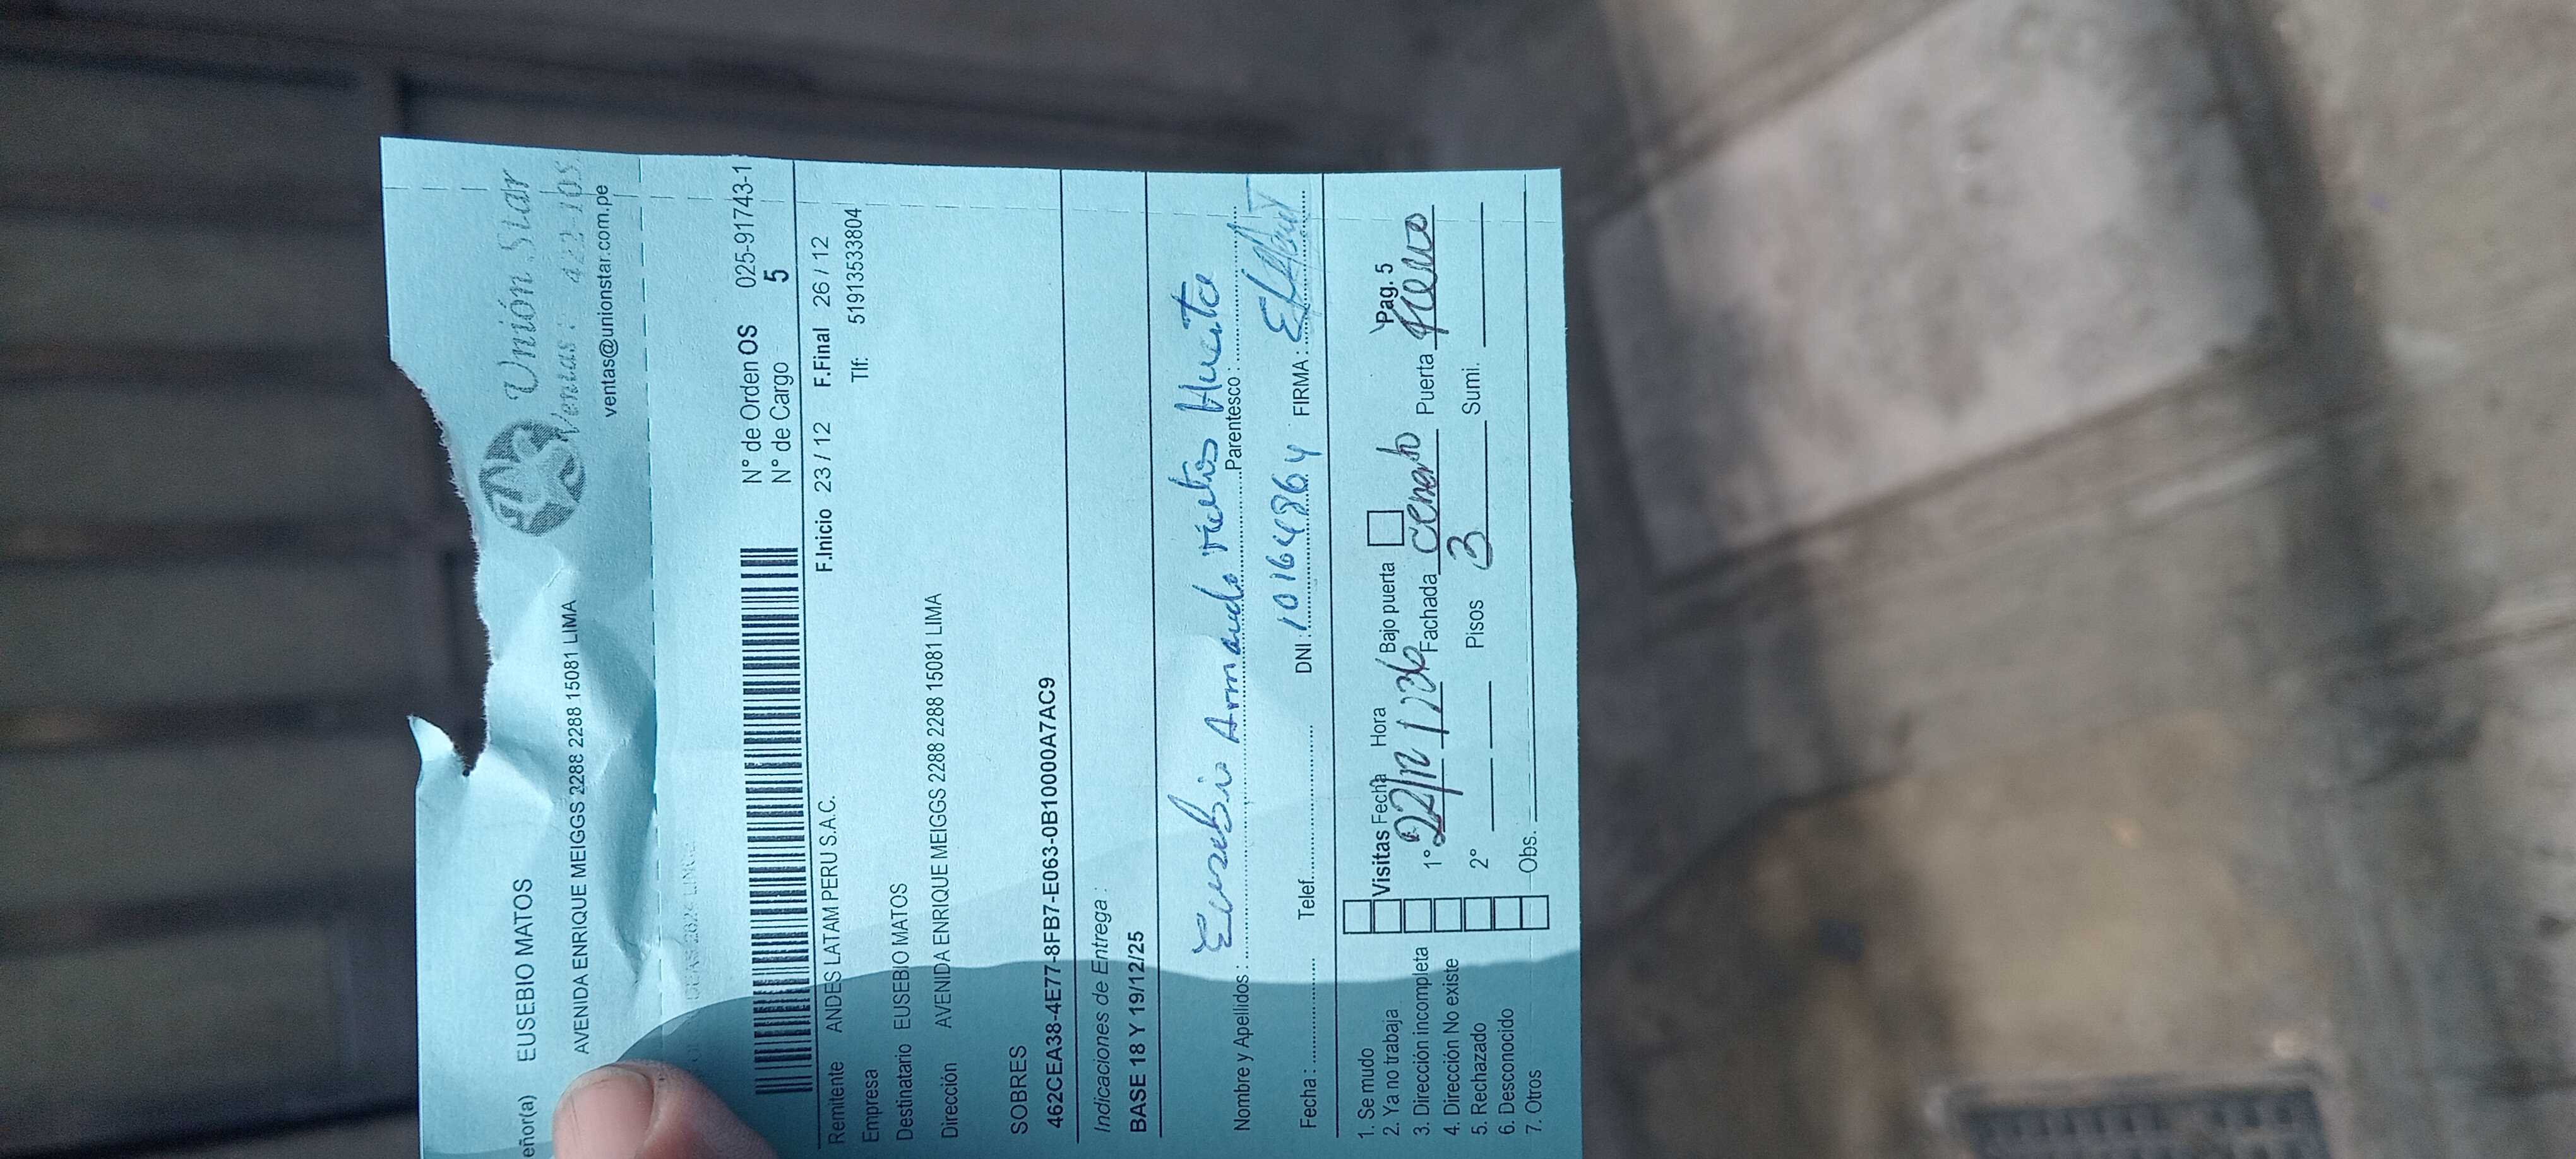 eñor(a) EUSEBIO MATOS
AVENIDA ENRIQUE MEIGGS 2288 2288 15081 LIMA
Unión Star
Ventas : 422-105
ventas@unionstar.com.pe
N° de Orden OS 025-91743-1
N° de Cargo 5
F.Inicio 23 / 12 F.Final 26 / 12
Remitente ANDES LATAM PERU S.A.C.
Tlf: 51913533804
Empresa
Destinatario EUSEBIO MATOS
Dirección AVENIDA ENRIQUE MEIGGS 2288 2288 15081 LIMA
SOBRES
462CEA38-4E77-8FB7-E063-0B10000A7AC9
Indicaciones de Entrega :
BASE 18 Y 19/12/25
Nombre y Apellidos : Eusebio Armando Huerta Parentesco :
Fecha : Telef. DNI : 10164864 FIRMA :
1. Se mudo
2. Ya no trabaja
3. Dirección incompleta
4. Dirección No existe
5. Rechazado
6. Desconocido
7. Otros
Visitas Fecha Hora Bajo puerta Pag. 5
1° 22/12 Fachada Puerta
2° Pisos 3 Sumi.
Obs.